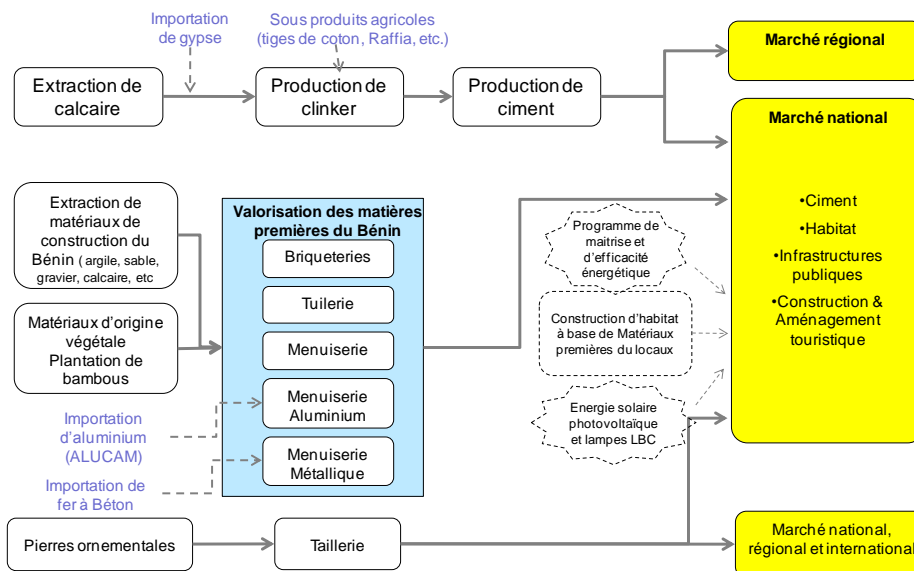 Importation
de gypse
Sous produits agricoles
(tiges de coton, Raffia, etc.)
Marché régional
Extraction de
calcaire
Production de
clinker
Production de
ciment
Marché national
•Ciment
•Habitat
•Infrastructures
publiques
•Construction &
Aménagement
touristique
Extraction de
matériaux de
construction du
Bénin ( argile, sable,
gravier, calcaire, etc
Matériaux d'origine
végétale
Plantation de
bambous
Valorisation des matières
premières du Bénin
Briqueteries
Tuilerie
Menuiserie
Menuiserie
Aluminium
Menuiserie
Métallique
Programme de
maitrise et
d'efficacité
énergétique
Construction d'habitat
à base de Matériaux
premières du locaux
Energie solaire
photovoltaïque
et lampes LBC
Importation
d'aluminium
(ALUCAM)
Importation de
fer à Béton
Pierres ornementales
Taillerie
Marché national,
régional et international